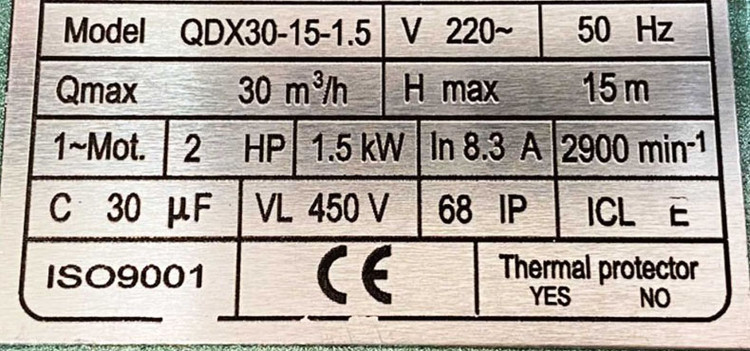 Model QDX30-15-1.5 V 220~ 50 Hz
Qmax 30 m³/h H max 15 m
1~Mot. 2 HP 1.5 kW In 8.3 A 2900 min⁻¹
C 30 µF VL 450 V 68 IP ICL E
ISO9001 CE Thermal protector
YES NO